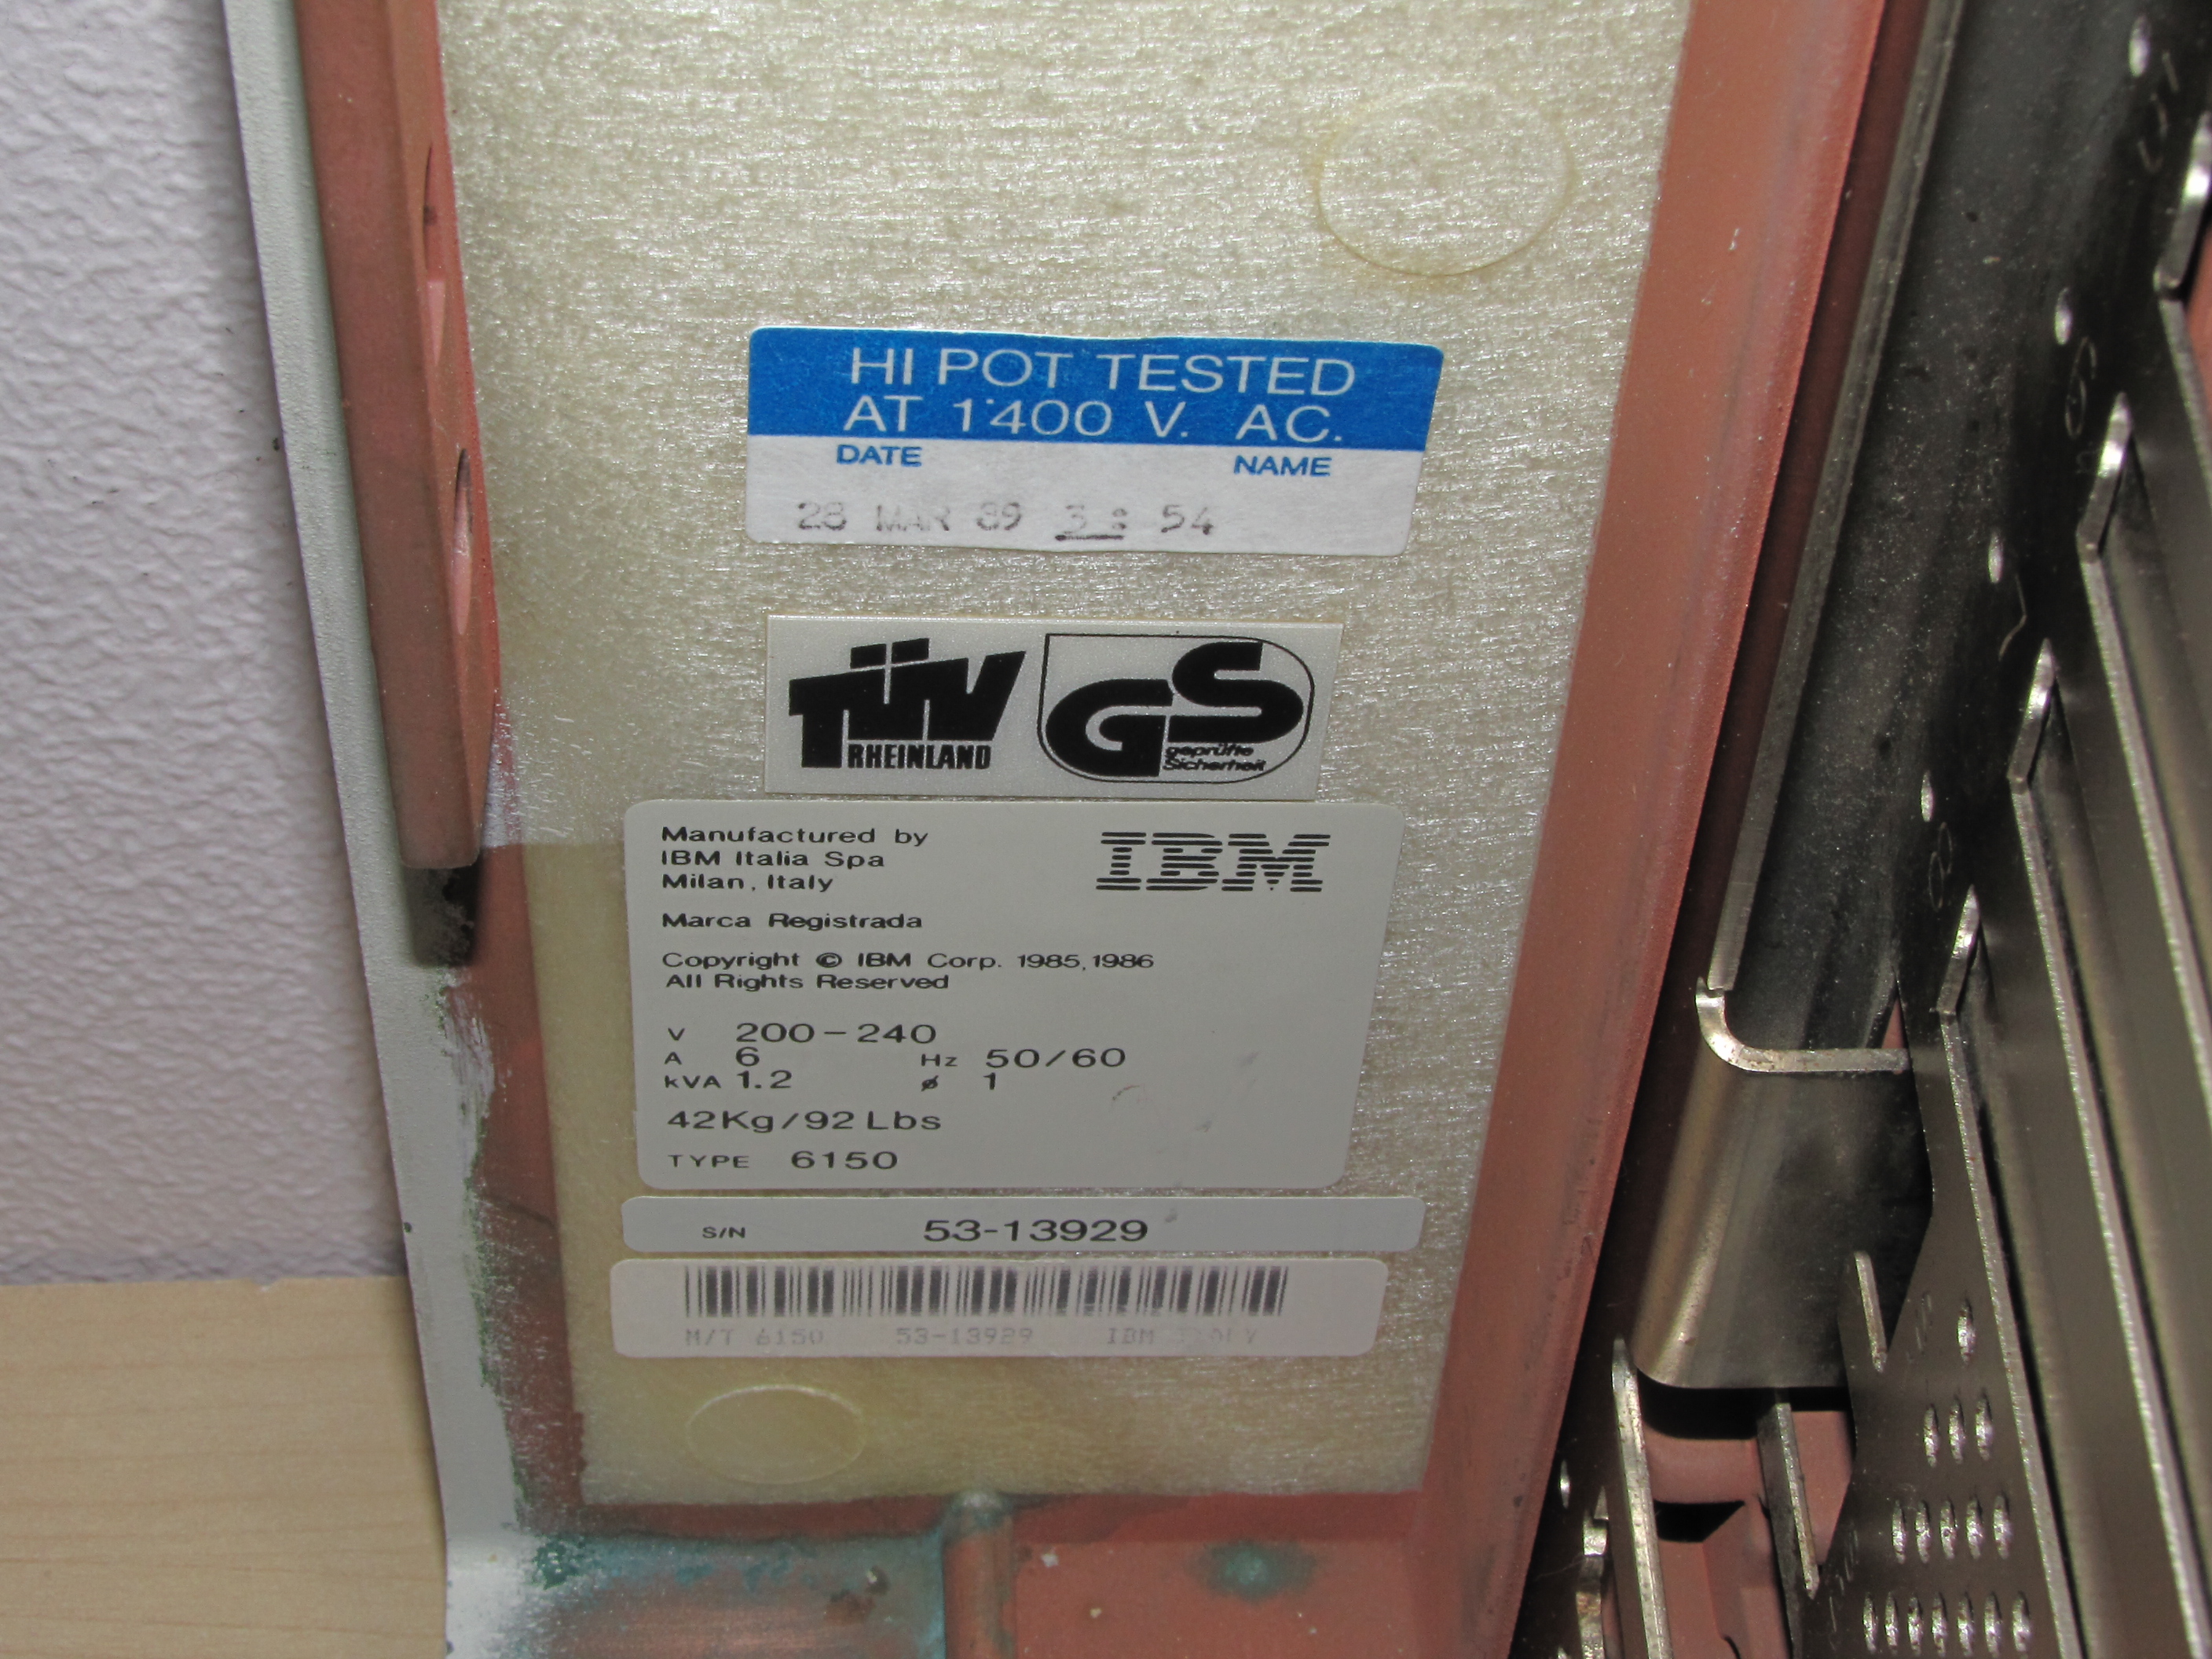 HI POT TESTED
AT 1400 V. AC.
DATE NAME
28 MAR 89 3:54
TÜV
RHEINLAND
GS
geprüfte
Sicherheit
Manufactured by
IBM Italia Spa
Milan, Italy
IBM
Marca Registrada
Copyright © IBM Corp. 1985,1986
All Rights Reserved
V 200-240
A 6 Hz 50/60
kVA 1.2 ø 1
42Kg/92 Lbs
TYPE 6150
S/N 53-13929
M/T 6150 53-13929 IBM